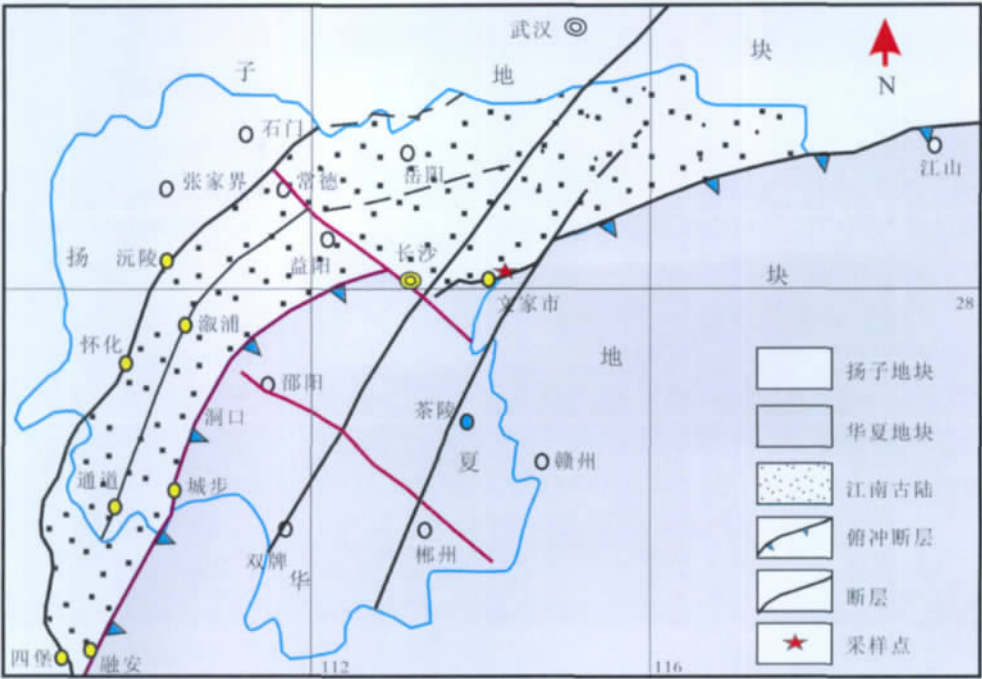 武汉
块
子
地
N
石门
岳阳
江山
张家界
常德
扬
沅陵
益阳
长沙
块
文家市
28
溆浦
怀化
地
扬子地块
邵阳
洞口
茶陵
华夏地块
夏
赣州
通道
城步
江南古陆
俯冲断层
双牌
郴州
华
断层
采样点
四堡
融安
112
116